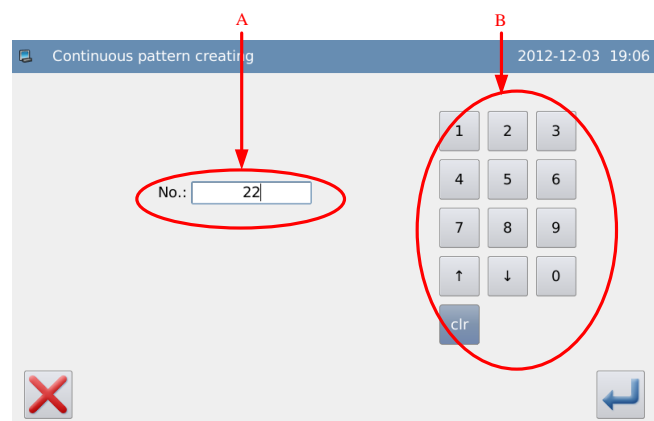 A B
Continuous pattern creating 2012-12-03 19:06
1 2 3
4 5 6
No.: 22
7 8 9
↑ ↓ 0
clr